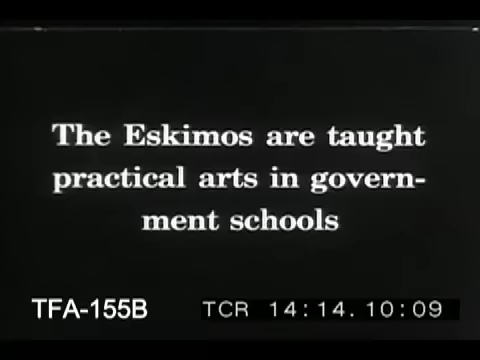 The Eskimos are taught
practical arts in govern-
ment schools
TFA-155B
TCR 14:14.10:09